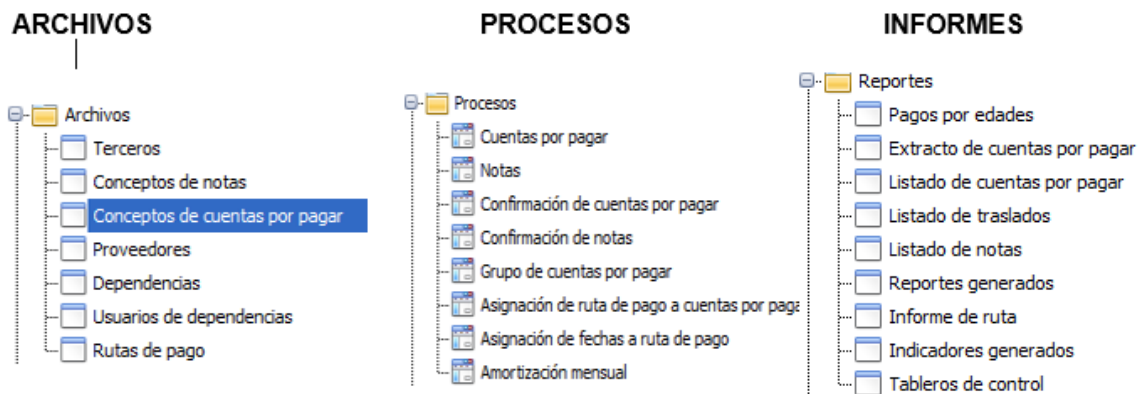 ARCHIVOS
Archivos
Terceros
Conceptos de notas
Conceptos de cuentas por pagar
Proveedores
Dependencias
Usuarios de dependencias
Rutas de pago
PROCESOS
Procesos
Cuentas por pagar
Notas
Confirmación de cuentas por pagar
Confirmación de notas
Grupo de cuentas por pagar
Asignación de ruta de pago a cuentas por paga
Asignación de fechas a ruta de pago
Amortización mensual
INFORMES
Reportes
Pagos por edades
Extracto de cuentas por pagar
Listado de cuentas por pagar
Listado de traslados
Listado de notas
Reportes generados
Informe de ruta
Indicadores generados
Tableros de control